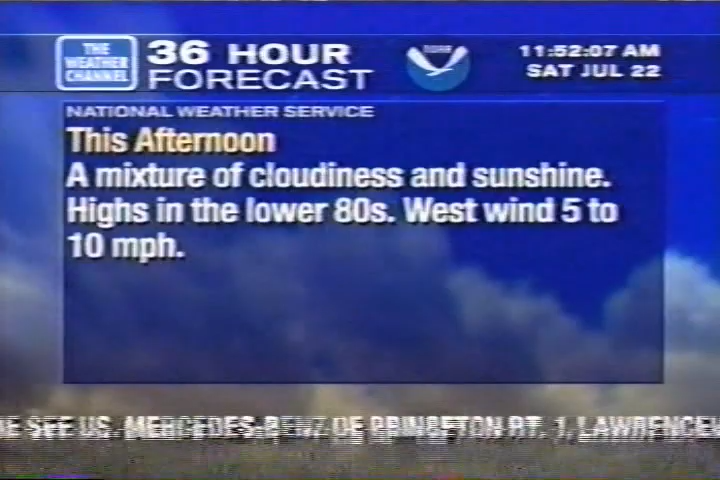 THE
WEATHER
CHANNEL
36 HOUR
FORECAST
NOAA
11:52:07 AM
SAT JUL 22
NATIONAL WEATHER SERVICE
This Afternoon
A mixture of cloudiness and sunshine.
Highs in the lower 80s. West wind 5 to
10 mph.
SEE US. MERCEDES-BENZ OF PRINCETON RT. 1,